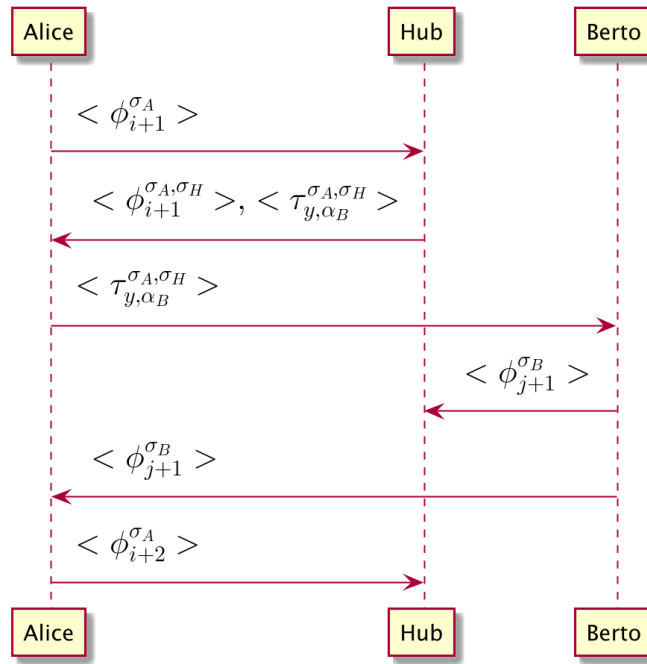 Alice Hub Berto
< ϕ_{i+1}^{σ_A} >
< ϕ_{i+1}^{σ_A,σ_H} >, < τ_{y,α_B}^{σ_A,σ_H} >
< τ_{y,α_B}^{σ_A,σ_H} >
< ϕ_{j+1}^{σ_B} >
< ϕ_{j+1}^{σ_B} >
< ϕ_{i+2}^{σ_A} >
Alice Hub Berto